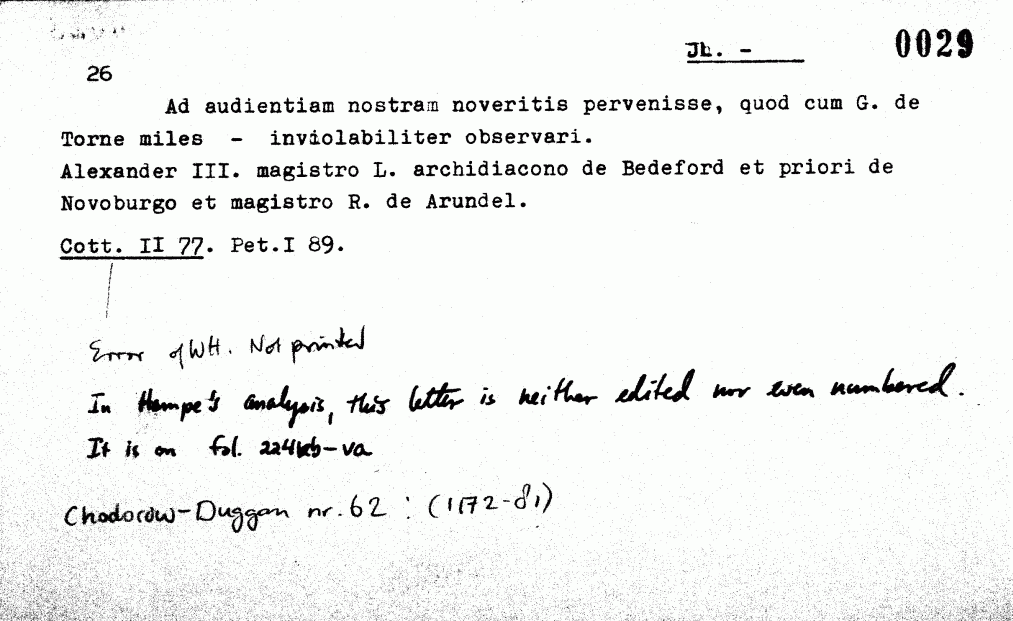 Jh. - 0029
26
Ad audientiam nostram noveritis pervenisse, quod cum G. de
Torne miles - inviolabiliter observari.
Alexander III. magistro L. archidiacono de Bedeford et priori de
Novoburgo et magistro R. de Arundel.
Cott. II 77. Pet.I 89.
Error of WH. Not printed
In Hampe's analysis, this letter is neither edited nor even numbered.
It is on fol. 224rb-va
Chodorow-Duggan nr. 62 : (1172-81)